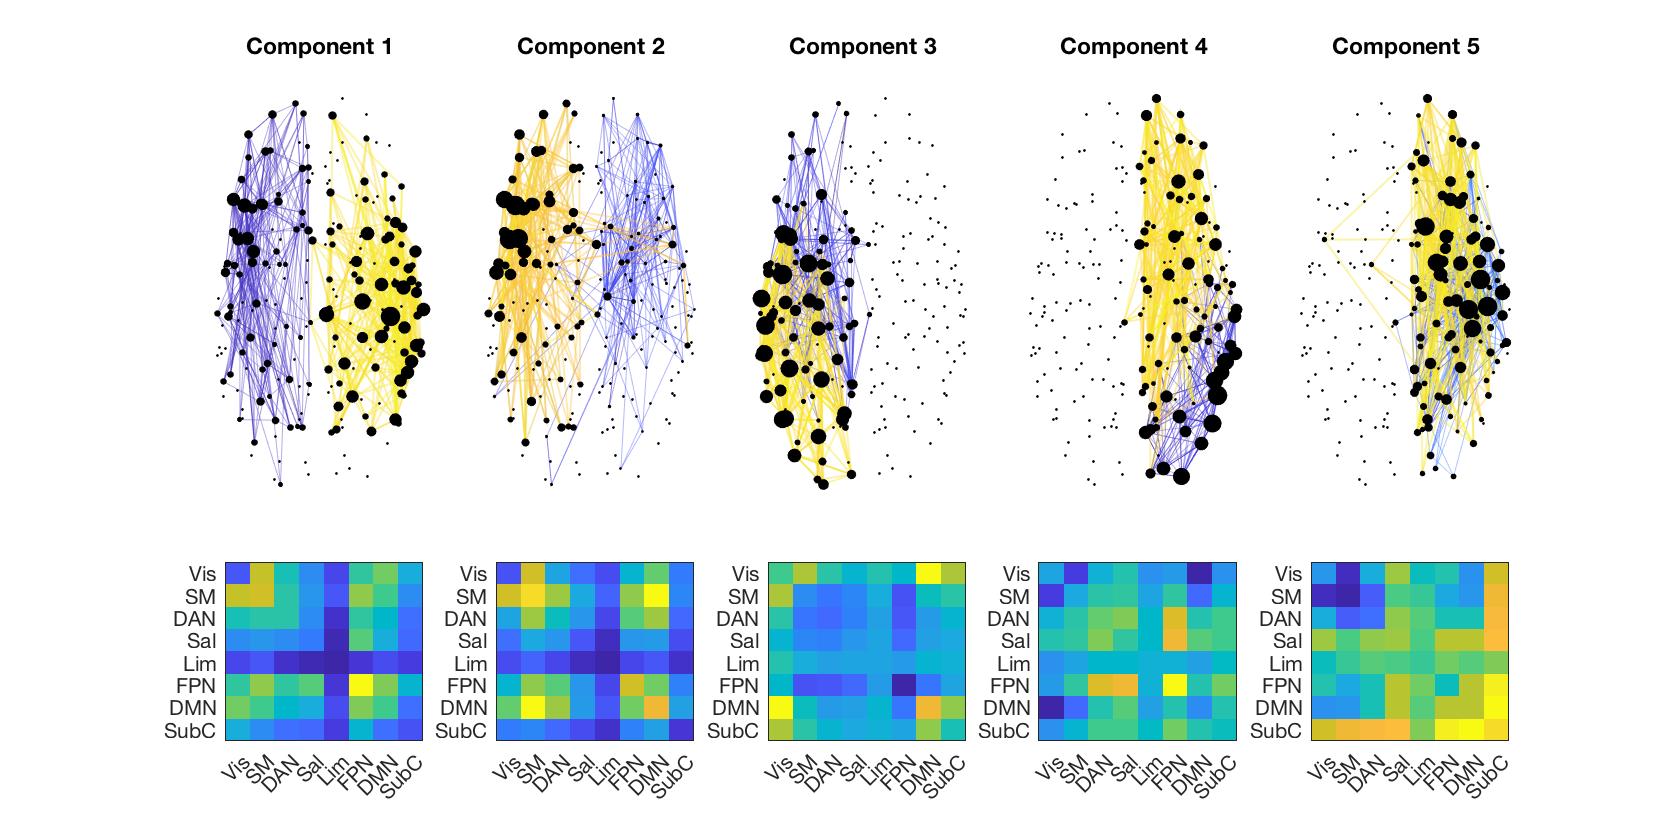 Component 1 Component 2 Component 3 Component 4 Component 5
Vis Vis Vis Vis Vis
SM SM SM SM SM
DAN DAN DAN DAN DAN
Sal Sal Sal Sal Sal
Lim Lim Lim Lim Lim
FPN FPN FPN FPN FPN
DMN DMN DMN DMN DMN
SubC SubC SubC SubC SubC
Vis SM DAN Sal Lim FPN DMN SubC Vis SM DAN Sal Lim FPN DMN SubC Vis SM DAN Sal Lim FPN DMN SubC Vis SM DAN Sal Lim FPN DMN SubC Vis SM DAN Sal Lim FPN DMN SubC